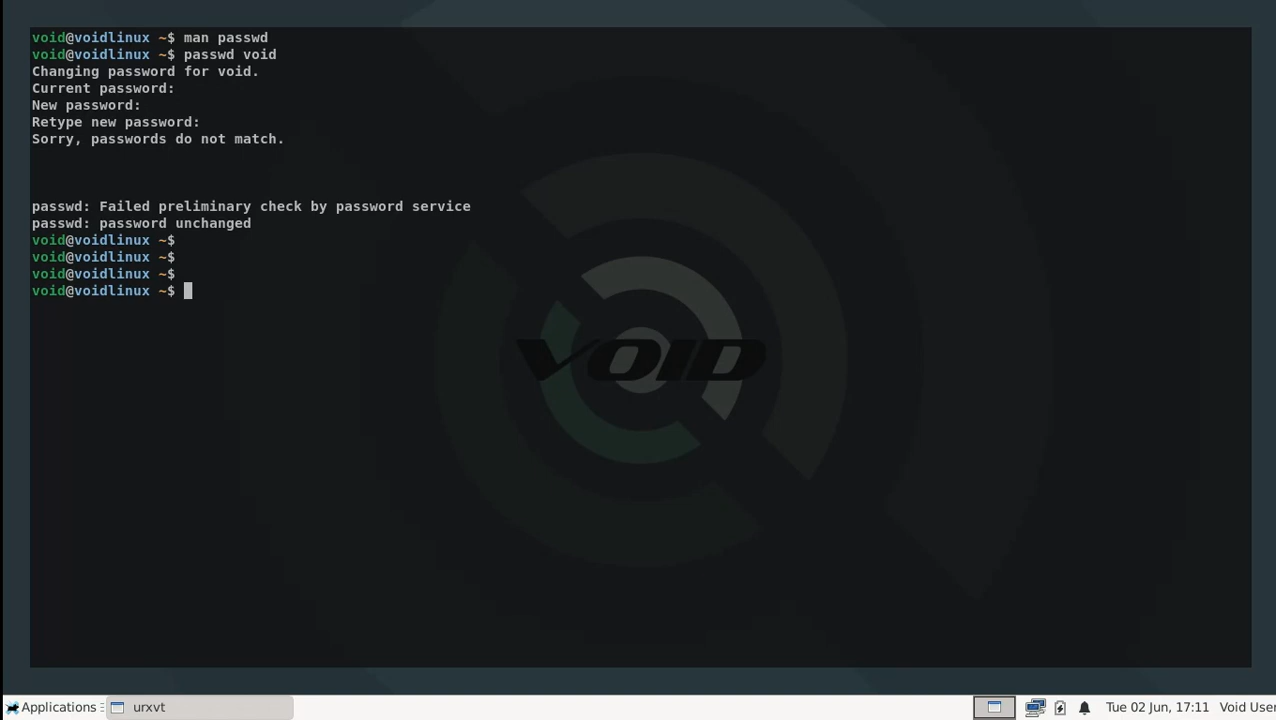 void@voidlinux ~$ man passwd
void@voidlinux ~$ passwd void
Changing password for void.
Current password:
New password:
Retype new password:
Sorry, passwords do not match.
passwd: Failed preliminary check by password service
passwd: password unchanged
void@voidlinux ~$
void@voidlinux ~$
void@voidlinux ~$
void@voidlinux ~$
VOID
Applications urxvt Tue 02 Jun, 17:11 Void User